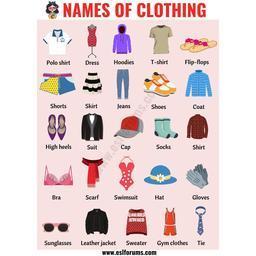 NAMES OF CLOTHING
Polo shirt Dress Hoodies T-shirt Flip-flops
Shorts Skirt Jeans Shoes Coat
High heels Suit Cap Socks Shirt
Bra Scarf Swimsuit Hat Gloves
Sunglasses Leather jacket Sweater Gym clothes Tie
www.eslforums.com